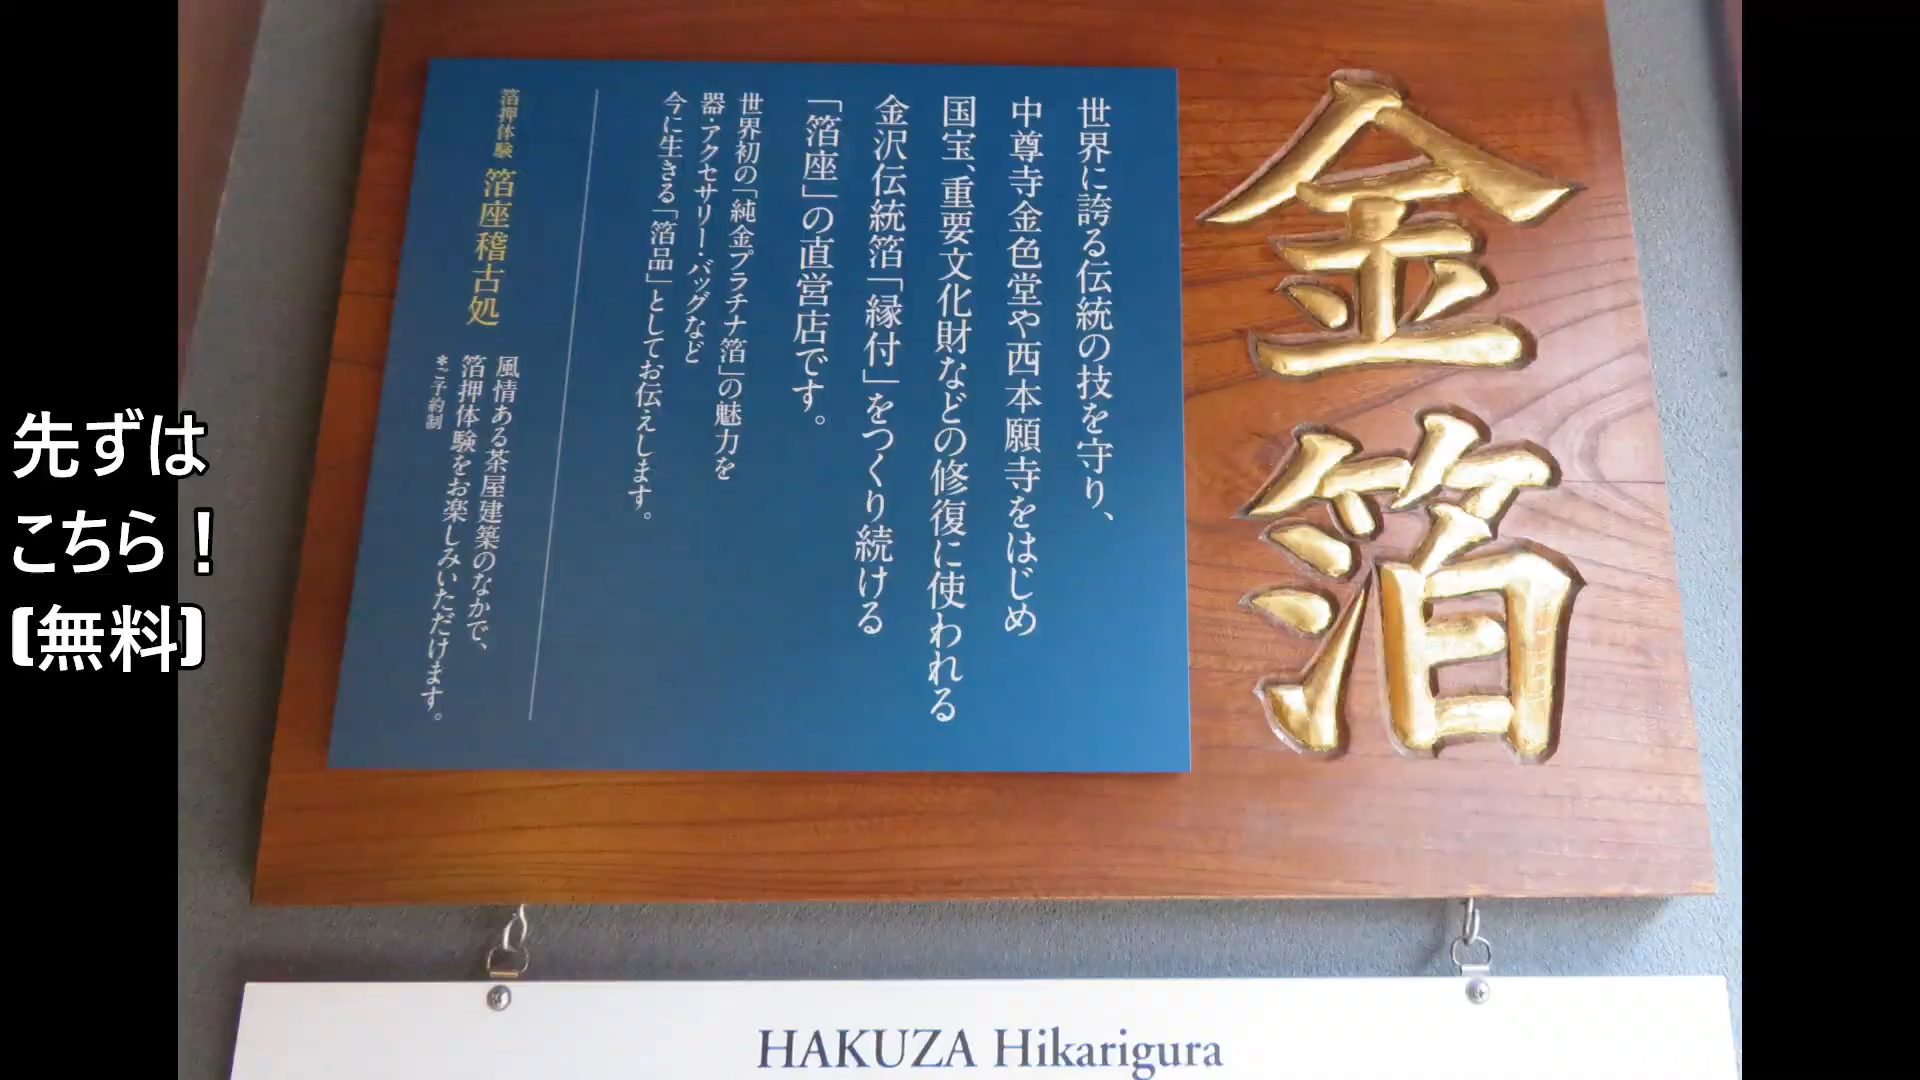 先ずは
こちら！
(無料)
金箔
世界に誇る伝統の技を守り、
中尊寺金色堂や西本願寺をはじめ
国宝、重要文化財などの修復に使われる
金沢伝統箔「縁付」をつくり続ける
「箔座」の直営店です。
世界初の「純金プラチナ箔」の魅力を
器・アクセサリー・バッグなど
今に生きる「箔品」としてお伝えします。
箔押体験 箔座稽古処
風情ある茶屋建築のなかで、
箔押体験をお楽しみいただけます。
*ご予約制
HAKUZA Hikarigura